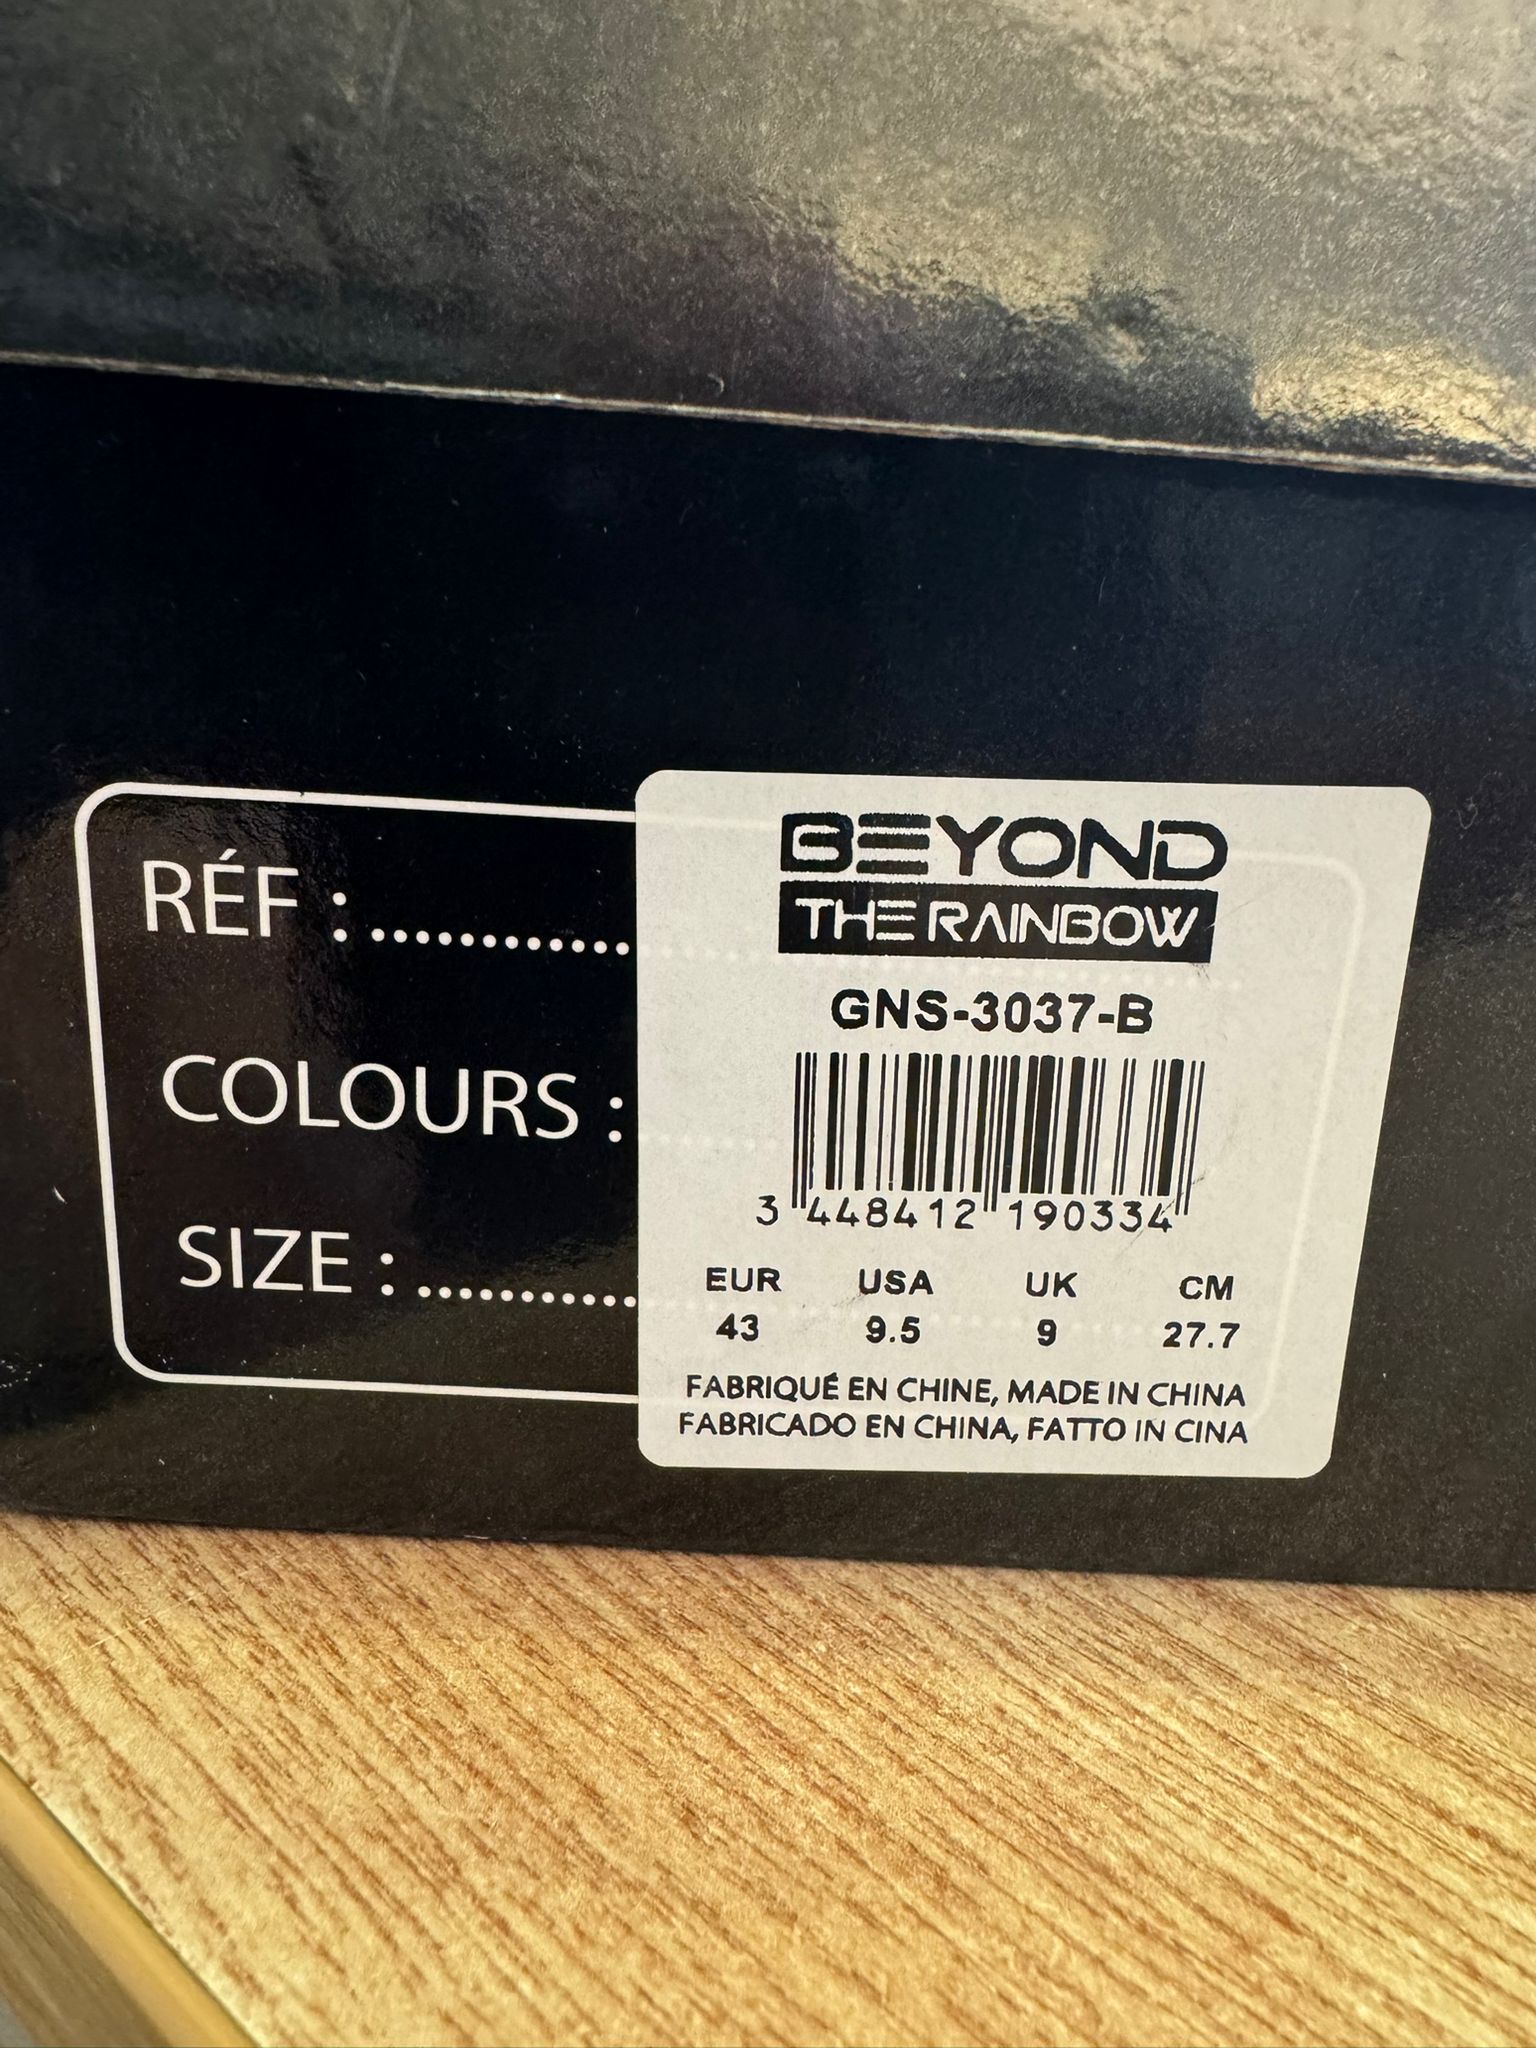 RÉF : ............
COLOURS :
SIZE : ............
BEYOND
THE RAINBOW
GNS-3037-B
3 448412 190334
EUR USA UK CM
43 9.5 9 27.7
FABRIQUÉ EN CHINE, MADE IN CHINA
FABRICADO EN CHINA, FATTO IN CINA